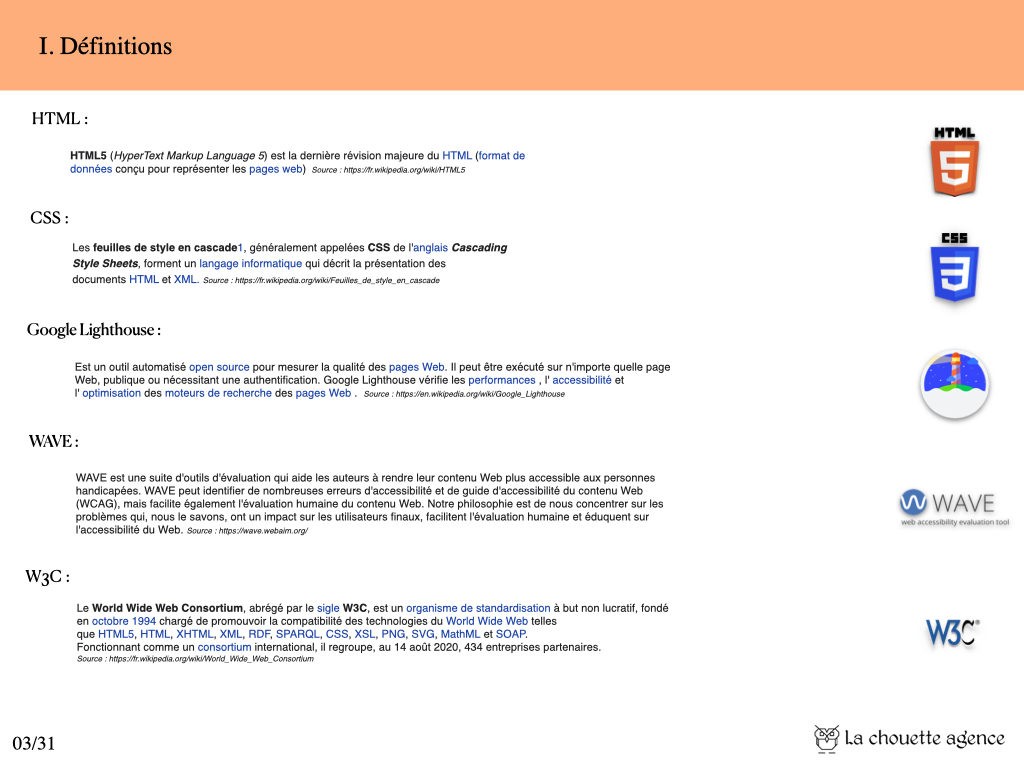 I. Définitions
HTML :
HTML
5
HTML5 (HyperText Markup Language 5) est la dernière révision majeure du HTML (format de
données conçu pour représenter les pages web) Source : https://fr.wikipedia.org/wiki/HTML5
CSS :
CSS
3
Les feuilles de style en cascade1, généralement appelées CSS de l'anglais Cascading
Style Sheets, forment un langage informatique qui décrit la présentation des
documents HTML et XML. Source : https://fr.wikipedia.org/wiki/Feuilles_de_style_en_cascade
Google Lighthouse :
Est un outil automatisé open source pour mesurer la qualité des pages Web. Il peut être exécuté sur n'importe quelle page
Web, publique ou nécessitant une authentification. Google Lighthouse vérifie les performances , l' accessibilité et
l' optimisation des moteurs de recherche des pages Web . Source : https://en.wikipedia.org/wiki/Google_Lighthouse
WAVE :
WAVE est une suite d'outils d'évaluation qui aide les auteurs à rendre leur contenu Web plus accessible aux personnes
handicapées. WAVE peut identifier de nombreuses erreurs d'accessibilité et de guide d'accessibilité du contenu Web
(WCAG), mais facilite également l'évaluation humaine du contenu Web. Notre philosophie est de nous concentrer sur les
problèmes qui, nous le savons, ont un impact sur les utilisateurs finaux, facilitent l'évaluation humaine et éduquent sur
l'accessibilité du Web. Source : https://wave.webaim.org/
W WAVE
web accessibility evaluation tool
W3C :
Le World Wide Web Consortium, abrégé par le sigle W3C, est un organisme de standardisation à but non lucratif, fondé
en octobre 1994 chargé de promouvoir la compatibilité des technologies du World Wide Web telles
que HTML5, HTML, XHTML, XML, RDF, SPARQL, CSS, XSL, PNG, SVG, MathML et SOAP.
Fonctionnant comme un consortium international, il regroupe, au 14 août 2020, 434 entreprises partenaires.
Source : https://fr.wikipedia.org/wiki/World_Wide_Web_Consortium
W3C®
03/31
La chouette agence